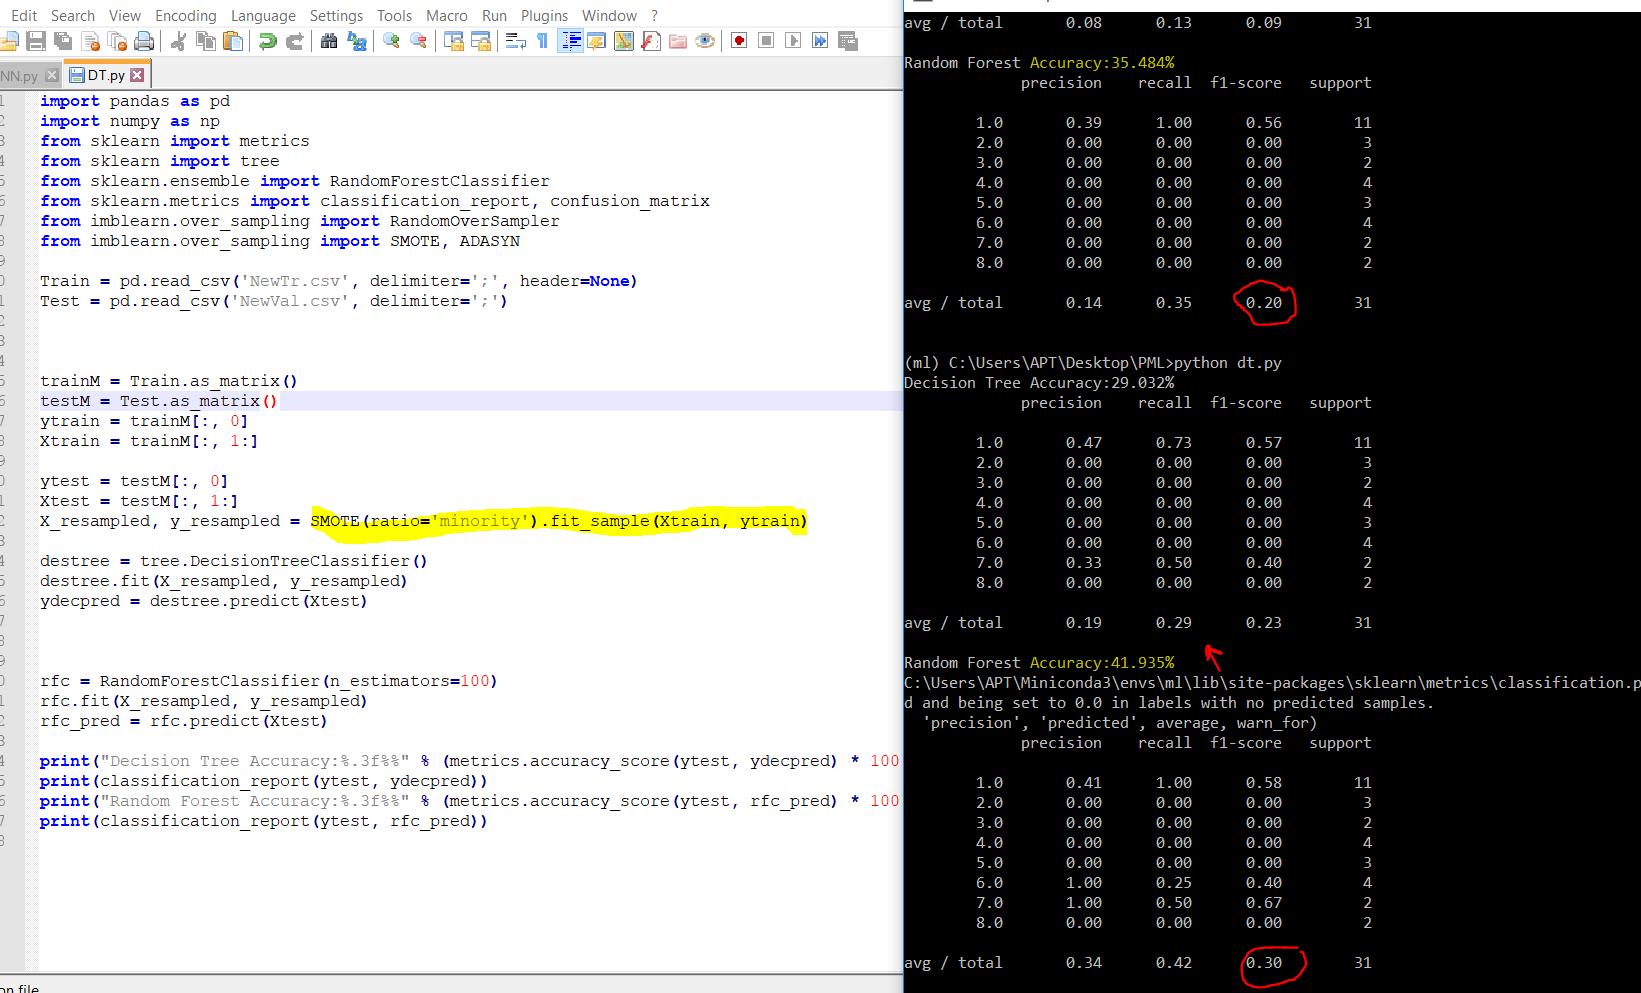 Edit Search View Encoding Language Settings Tools Macro Run Plugins Window ?
NN.py DT.py
import pandas as pd
import numpy as np
from sklearn import metrics
from sklearn import tree
from sklearn.ensemble import RandomForestClassifier
from sklearn.metrics import classification_report, confusion_matrix
from imblearn.over_sampling import RandomOverSampler
from imblearn.over_sampling import SMOTE, ADASYN
Train = pd.read_csv('NewTr.csv', delimiter=';', header=None)
Test = pd.read_csv('NewVal.csv', delimiter=';')
trainM = Train.as_matrix()
testM = Test.as_matrix()
ytrain = trainM[:, 0]
Xtrain = trainM[:, 1:]
ytest = testM[:, 0]
Xtest = testM[:, 1:]
X_resampled, y_resampled = SMOTE(ratio='minority').fit_sample(Xtrain, ytrain)
destree = tree.DecisionTreeClassifier()
destree.fit(X_resampled, y_resampled)
ydecpred = destree.predict(Xtest)
rfc = RandomForestClassifier(n_estimators=100)
rfc.fit(X_resampled, y_resampled)
rfc_pred = rfc.predict(Xtest)
print("Decision Tree Accuracy:%.3f%%" % (metrics.accuracy_score(ytest, ydecpred) * 100
print(classification_report(ytest, ydecpred))
print("Random Forest Accuracy:%.3f%%" % (metrics.accuracy_score(ytest, rfc_pred) * 100
print(classification_report(ytest, rfc_pred))
on file
avg / total 0.08 0.13 0.09 31
Random Forest Accuracy:35.484%
precision recall f1-score support
1.0 0.39 1.00 0.56 11
2.0 0.00 0.00 0.00 3
3.0 0.00 0.00 0.00 2
4.0 0.00 0.00 0.00 4
5.0 0.00 0.00 0.00 3
6.0 0.00 0.00 0.00 4
7.0 0.00 0.00 0.00 2
8.0 0.00 0.00 0.00 2
avg / total 0.14 0.35 0.20 31
(ml) C:\Users\APT\Desktop\PML>python dt.py
Decision Tree Accuracy:29.032%
precision recall f1-score support
1.0 0.47 0.73 0.57 11
2.0 0.00 0.00 0.00 3
3.0 0.00 0.00 0.00 2
4.0 0.00 0.00 0.00 4
5.0 0.00 0.00 0.00 3
6.0 0.00 0.00 0.00 4
7.0 0.33 0.50 0.40 2
8.0 0.00 0.00 0.00 2
avg / total 0.19 0.29 0.23 31
Random Forest Accuracy:41.935%
C:\Users\APT\Miniconda3\envs\ml\lib\site-packages\sklearn\metrics\classification.p
d and being set to 0.0 in labels with no predicted samples.
'precision', 'predicted', average, warn_for)
precision recall f1-score support
1.0 0.41 1.00 0.58 11
2.0 0.00 0.00 0.00 3
3.0 0.00 0.00 0.00 2
4.0 0.00 0.00 0.00 4
5.0 0.00 0.00 0.00 3
6.0 1.00 0.25 0.40 4
7.0 1.00 0.50 0.67 2
8.0 0.00 0.00 0.00 2
avg / total 0.34 0.42 0.30 31